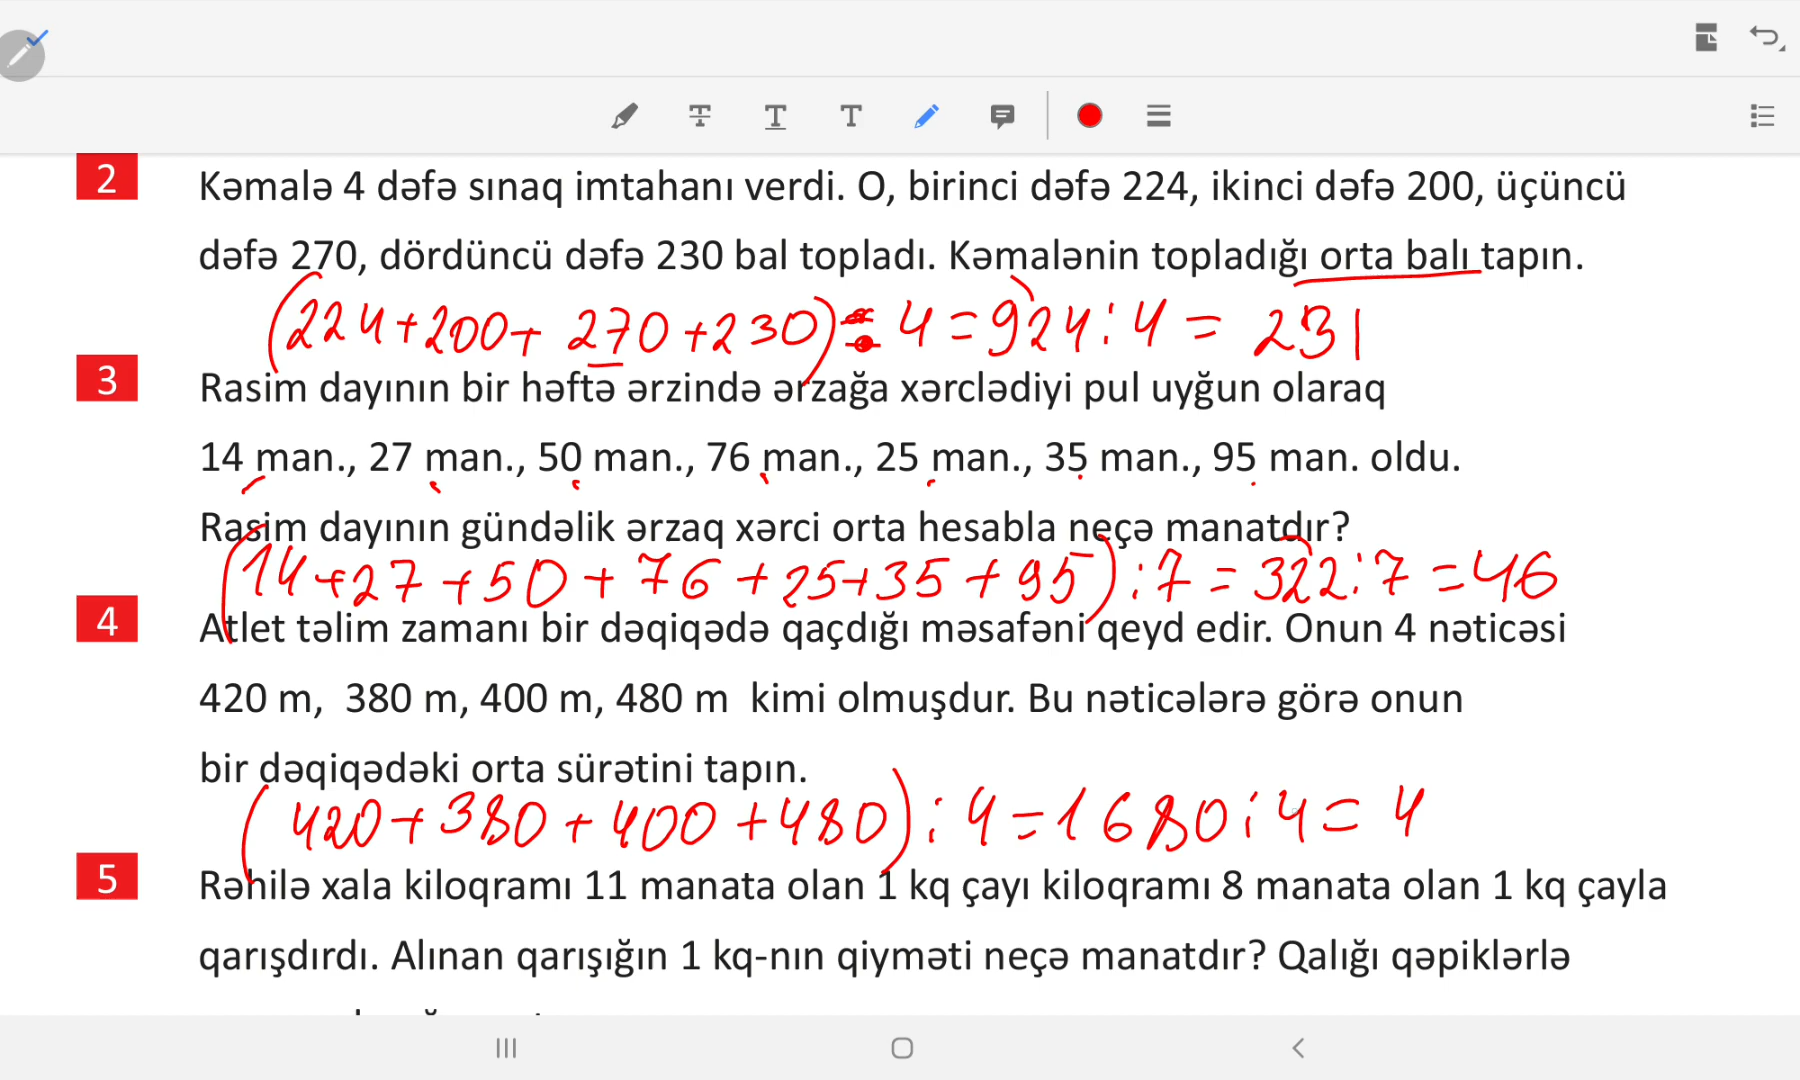 2 Kəmalə 4 dəfə sınaq imtahanı verdi. O, birinci dəfə 224, ikinci dəfə 200, üçüncü
dəfə 270, dördüncü dəfə 230 bal topladı. Kəmalənin topladığı orta balı tapın.
(224+200+270+230):4=924:4=231
3 Rasim dayının bir həftə ərzində ərzağa xərclədiyi pul uyğun olaraq
14 man., 27 man., 50 man., 76 man., 25 man., 35 man., 95 man. oldu.
Rasim dayının gündəlik ərzaq xərci orta hesabla neçə manatdır?
(14+27+50+76+25+35+95):7=322:7=46
4 Atlet təlim zamanı bir dəqiqədə qaçdığı məsafəni qeyd edir. Onun 4 nəticəsi
420 m, 380 m, 400 m, 480 m kimi olmuşdur. Bu nəticələrə görə onun
bir dəqiqədəki orta sürətini tapın.
(420+380+400+480):4=1680:4=4
5 Rəhilə xala kiloqramı 11 manata olan 1 kq çayı kiloqramı 8 manata olan 1 kq çayla
qarışdırdı. Alınan qarışığın 1 kq-nın qiyməti neçə manatdır? Qalığı qəpiklərlə